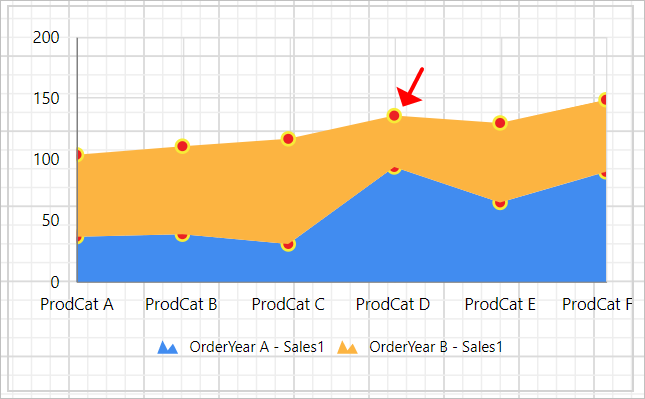 200
150
100
50
0
ProdCat A ProdCat B ProdCat C ProdCat D ProdCat E ProdCat F
OrderYear A - Sales1 OrderYear B - Sales1